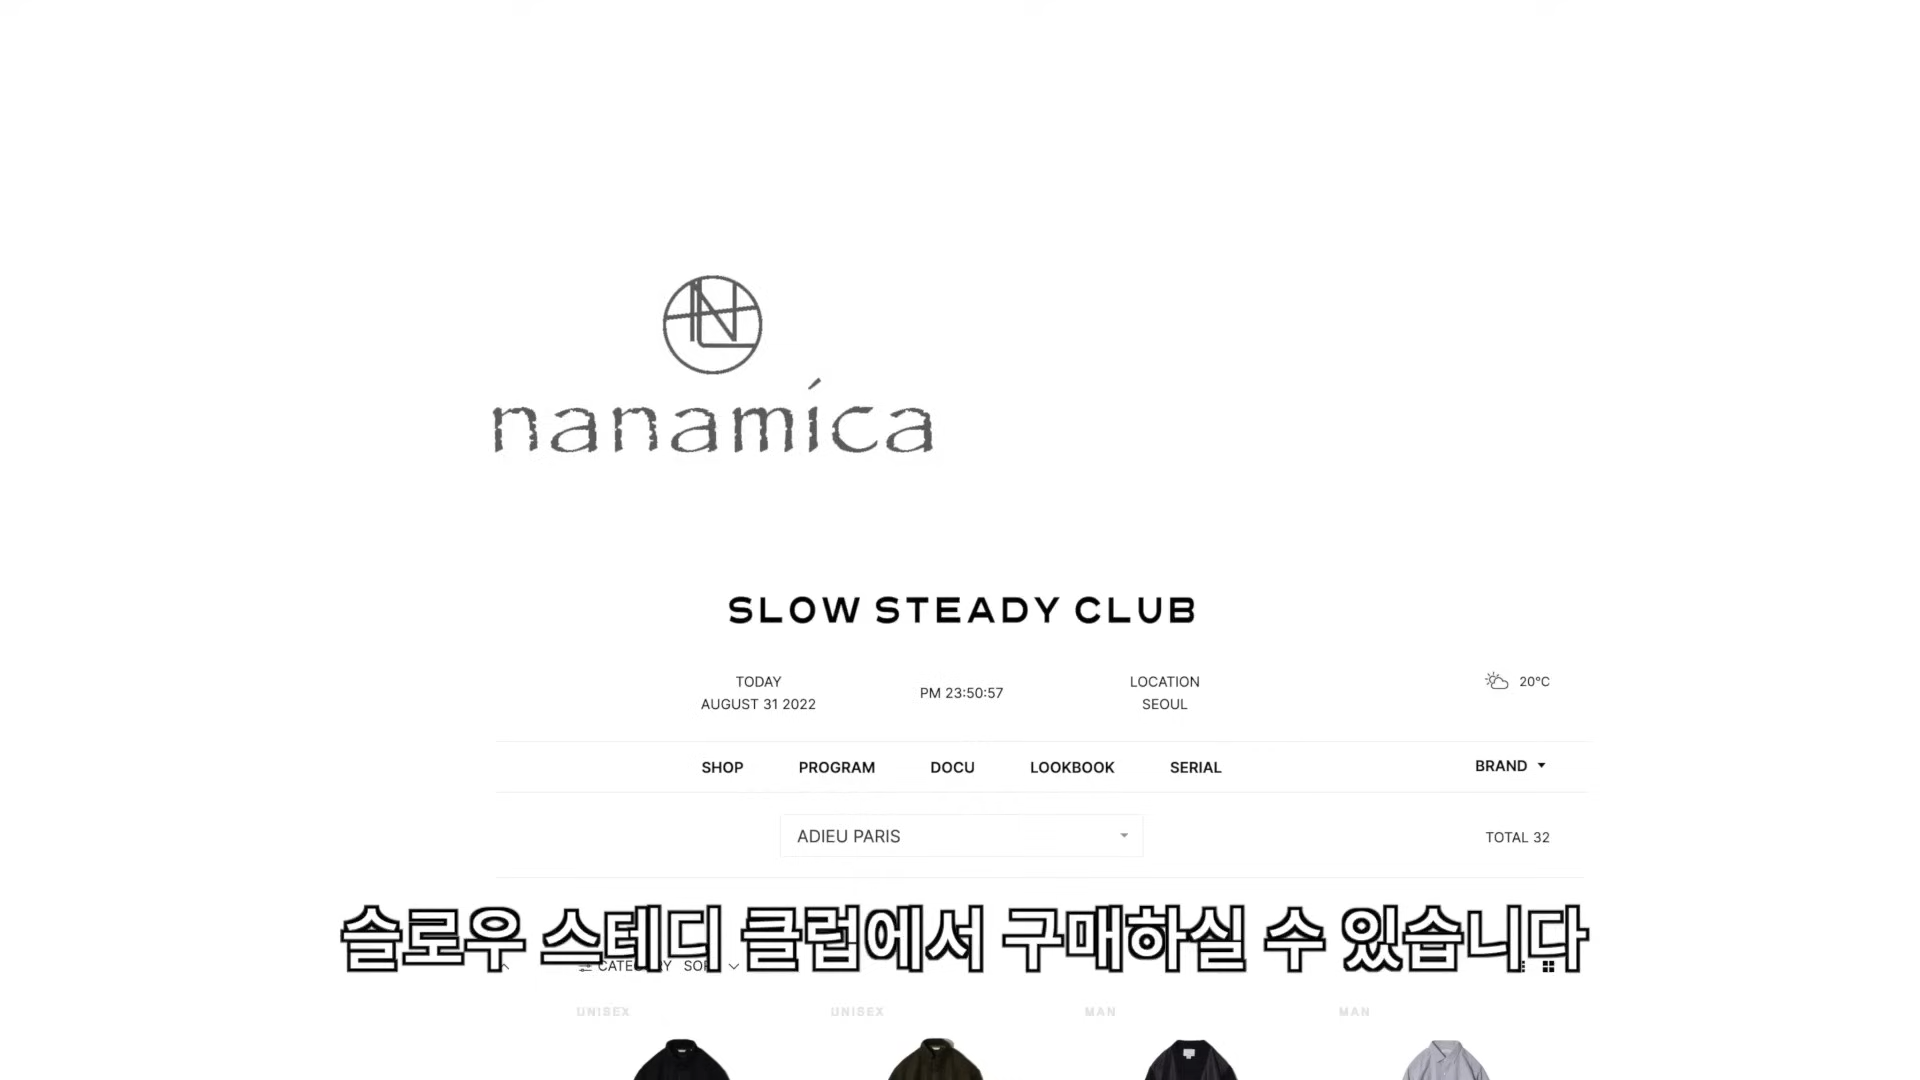 nanamica
SLOW STEADY CLUB
TODAY
AUGUST 31 2022
PM 23:50:57
LOCATION
SEOUL
20°C
SHOP PROGRAM DOCU LOOKBOOK SERIAL BRAND
ADIEU PARIS
TOTAL 32
슬로우 스테디 클럽에서 구매하실 수 있습니다
CATEGORY
UNISEX UNISEX MAN MAN